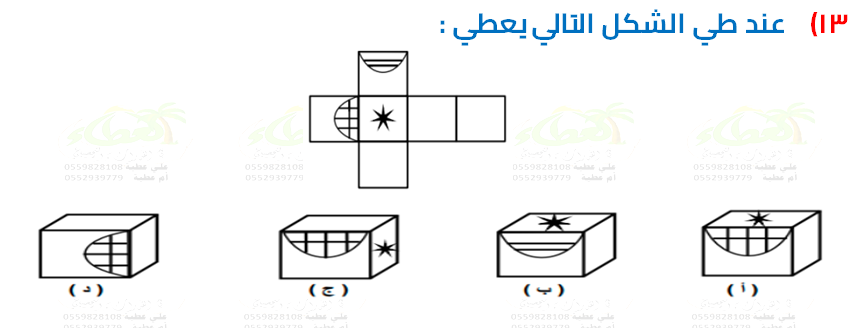 ١٣) عند طي الشكل التالي يعطي :
علي عطية 0559828108
أم عطية 0552939779
علي عطية 0559828108
أم عطية 0552939779
علي عطية 0559828108
أم عطية 0552939779
علي عطية 0559828108
أم عطية 0552939779
( أ )
( ب )
( ج )
( د )
علي عطية 0559828108
علي عطية 0559828108
علي عطية 0559828108
علي عطية 0559828108